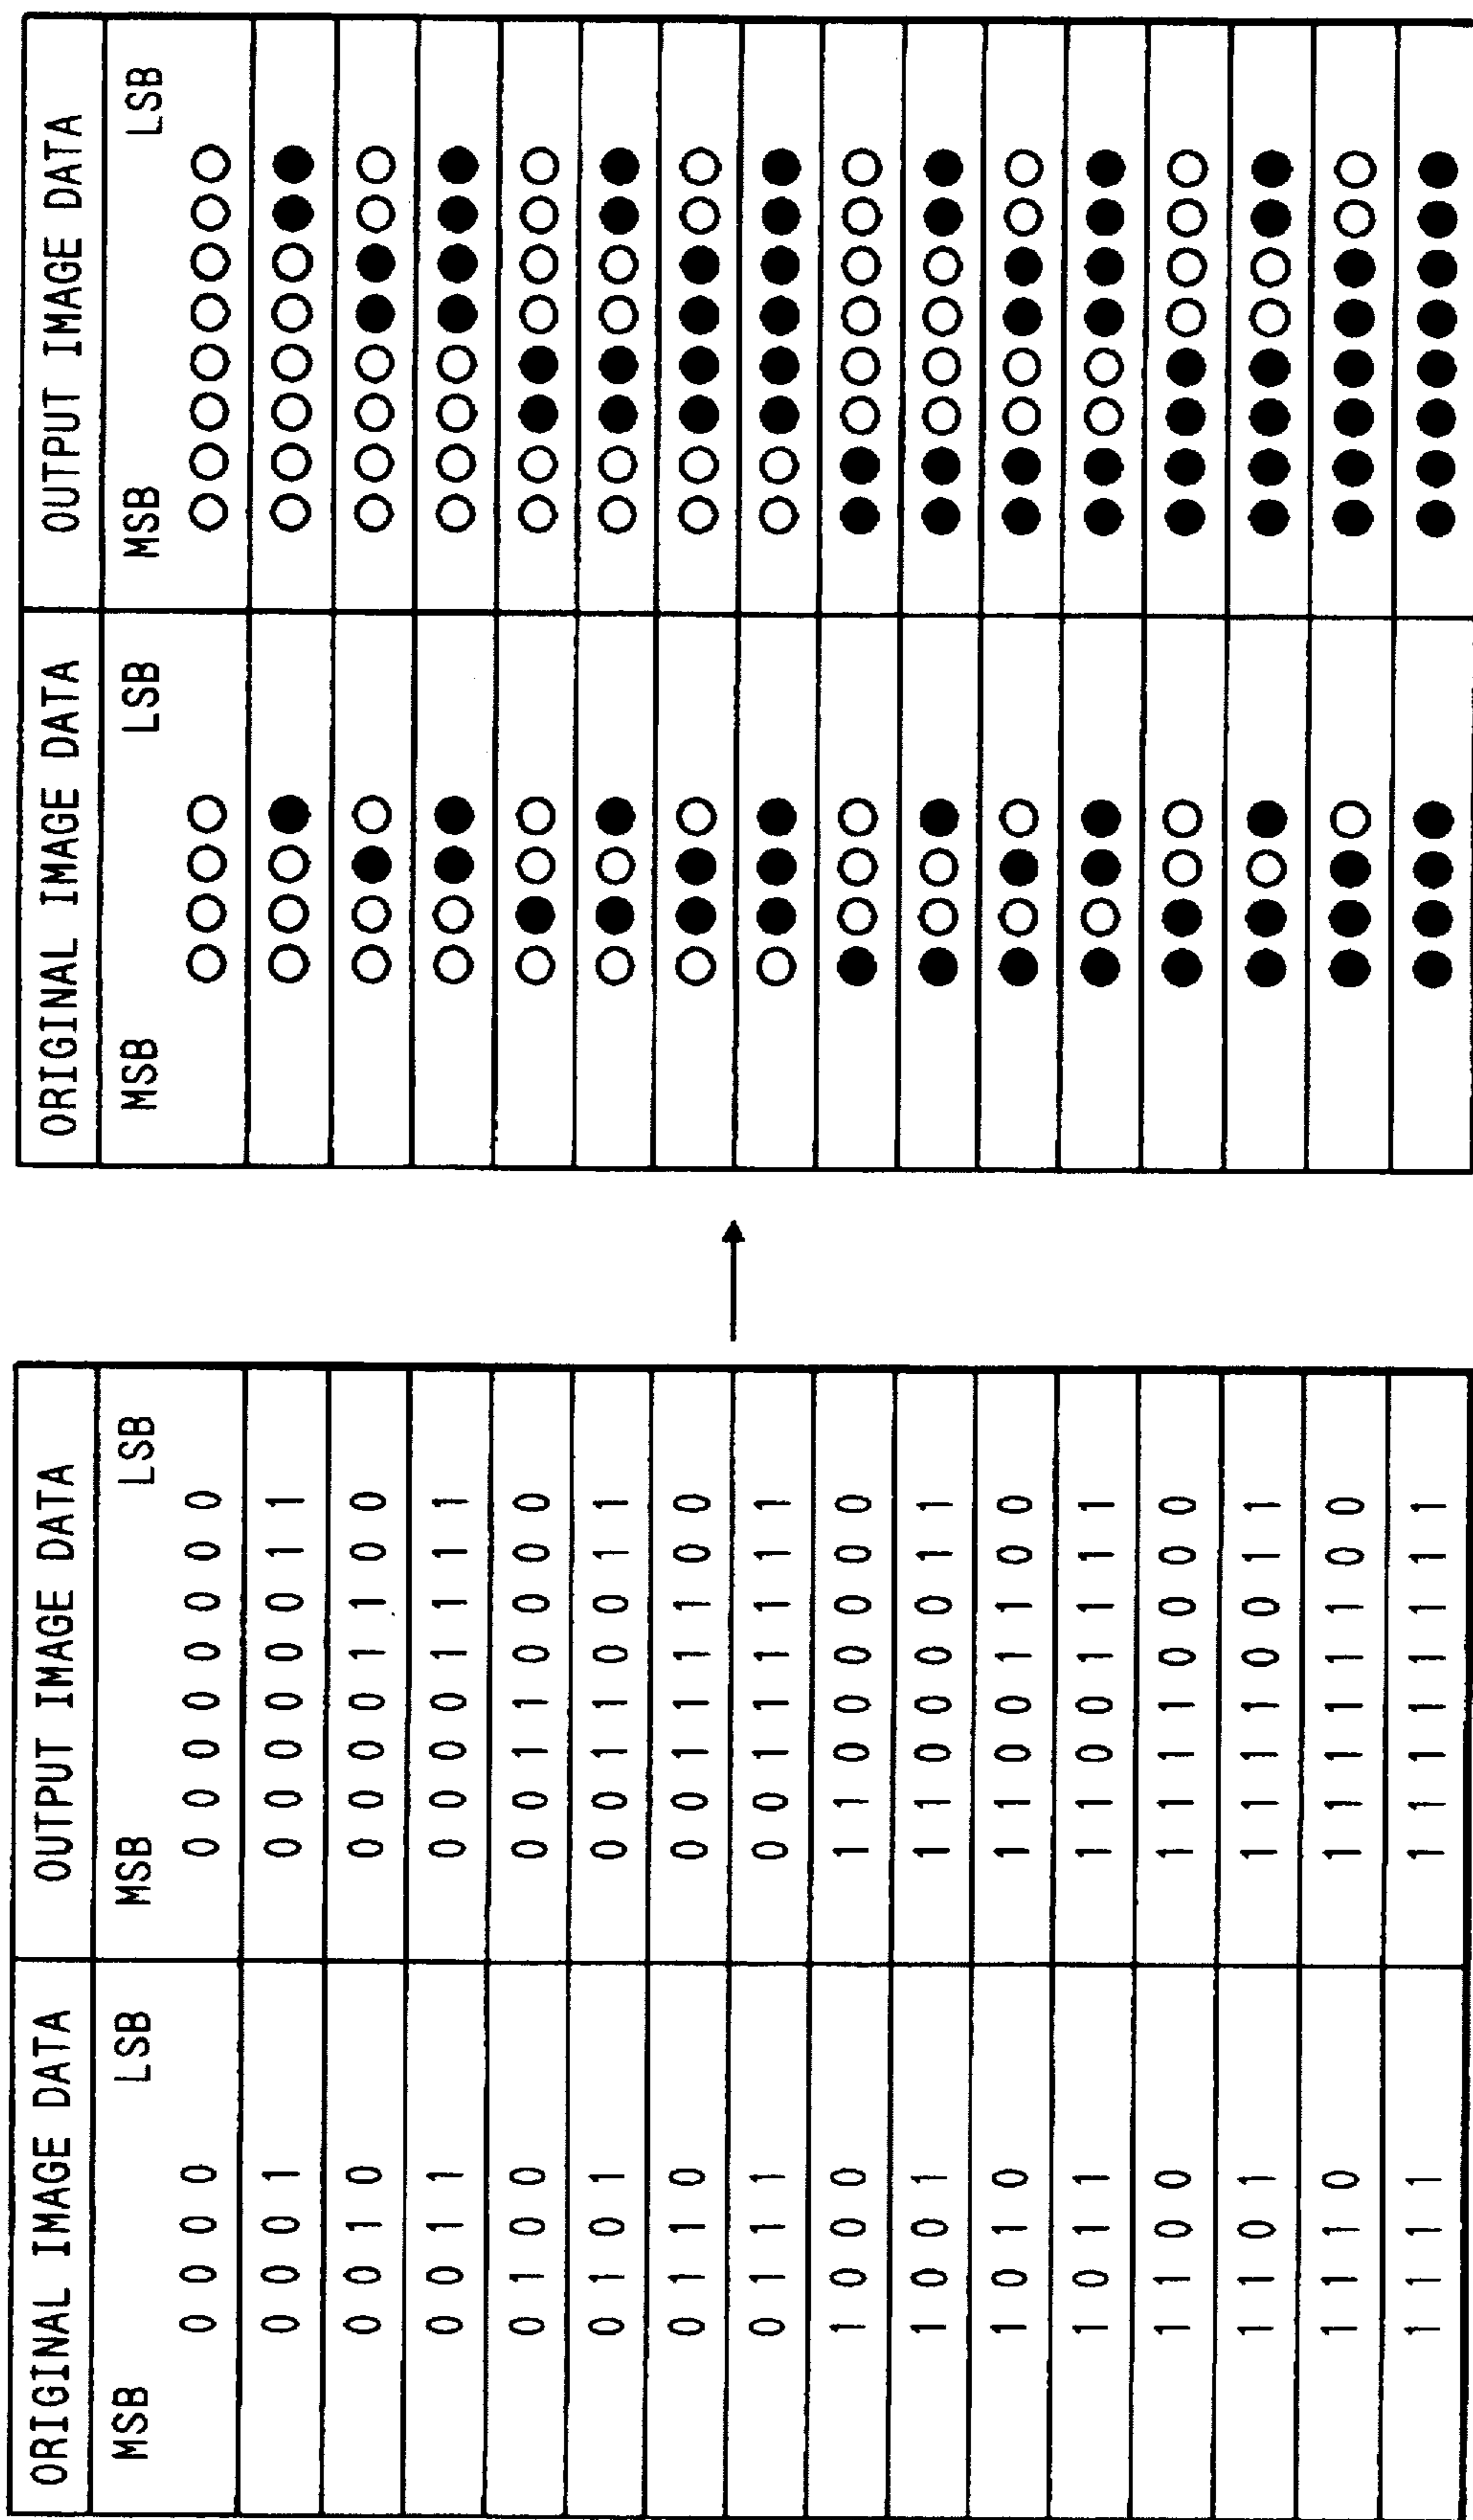 ORIGINAL IMAGE DATA OUTPUT IMAGE DATA
MSB LSB MSB LSB
0 0 0 0 0 0 0 0 0 0 0 0
0 0 0 1 0 0 0 0 0 0 1 1
0 0 1 0 0 0 0 0 1 1 0 0
0 0 1 1 0 0 0 0 1 1 1 1
0 1 0 0 0 0 1 1 0 0 0 0
0 1 0 1 0 0 1 1 0 0 1 1
0 1 1 0 0 0 1 1 1 1 0 0
0 1 1 1 0 0 1 1 1 1 1 1
1 0 0 0 1 1 0 0 0 0 0 0
1 0 0 1 1 1 0 0 0 0 1 1
1 0 1 0 1 1 0 0 1 1 0 0
1 0 1 1 1 1 0 0 1 1 1 1
1 1 0 0 1 1 1 1 0 0 0 0
1 1 0 1 1 1 1 1 0 0 1 1
1 1 1 0 1 1 1 1 1 1 0 0
1 1 1 1 1 1 1 1 1 1 1 1
ORIGINAL IMAGE DATA OUTPUT IMAGE DATA
MSB LSB MSB LSB